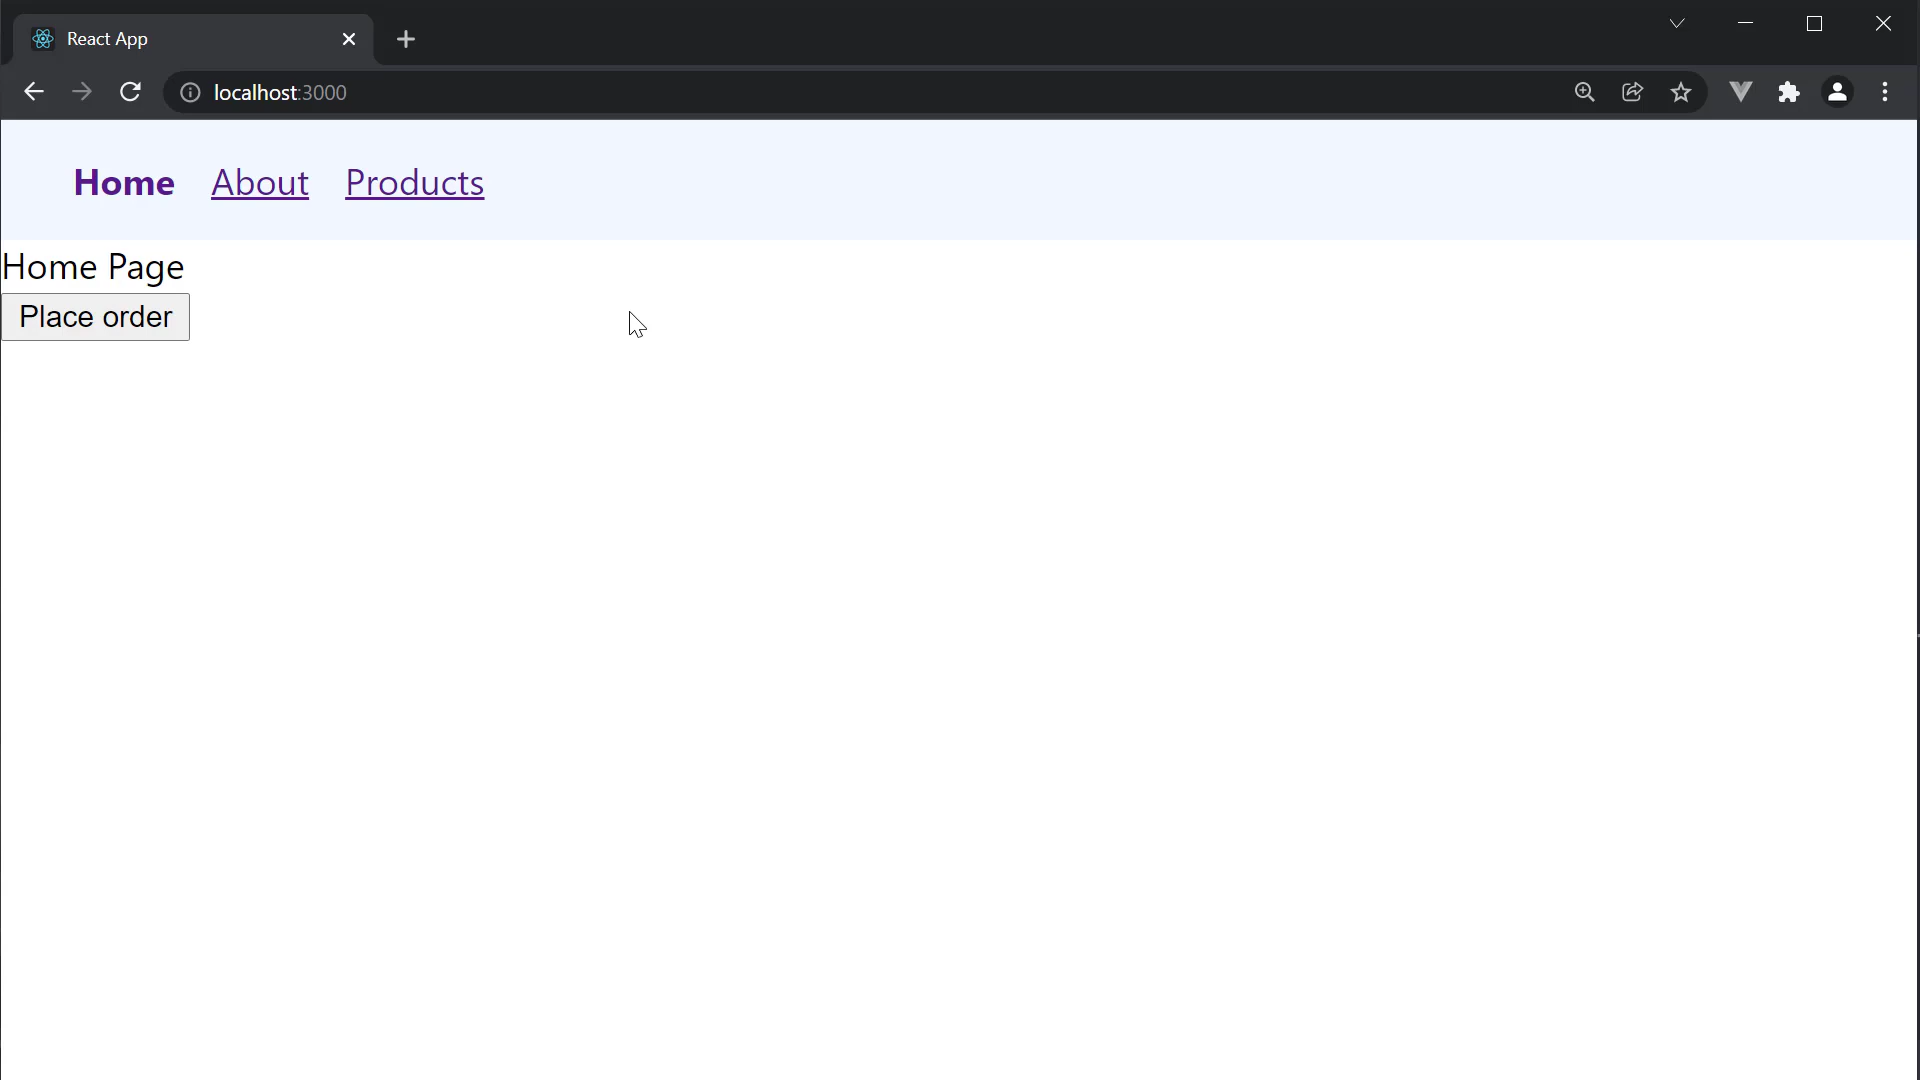 React App
localhost:3000
Home About Products
Home Page
Place order